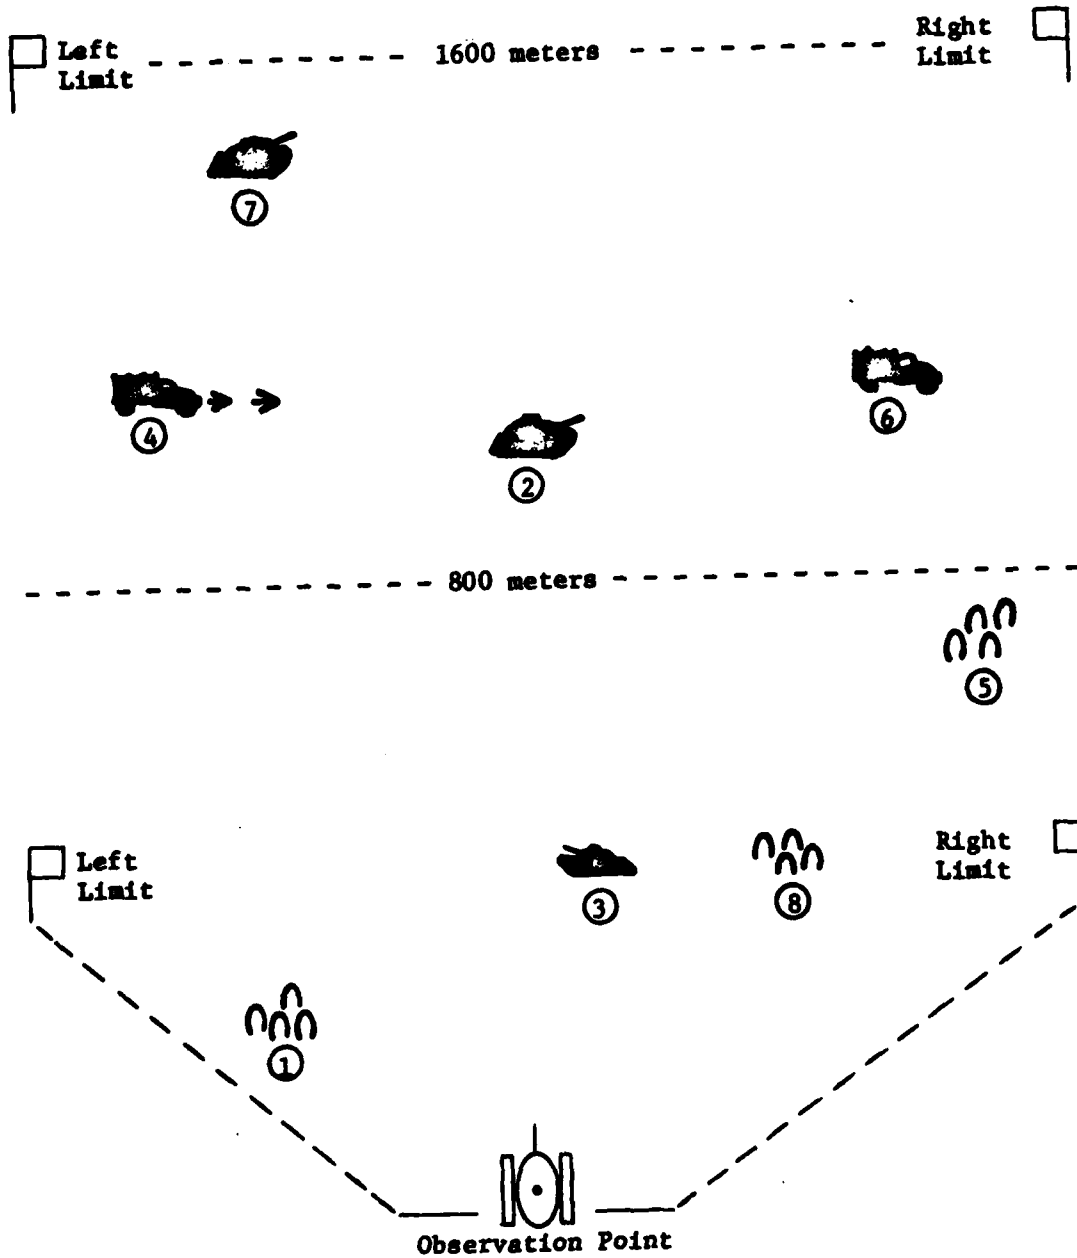 Left
Limit
1600 meters
Right
Limit
7
4
6
2
800 meters
5
Left
Limit
Right
Limit
3
8
1
Observation Point